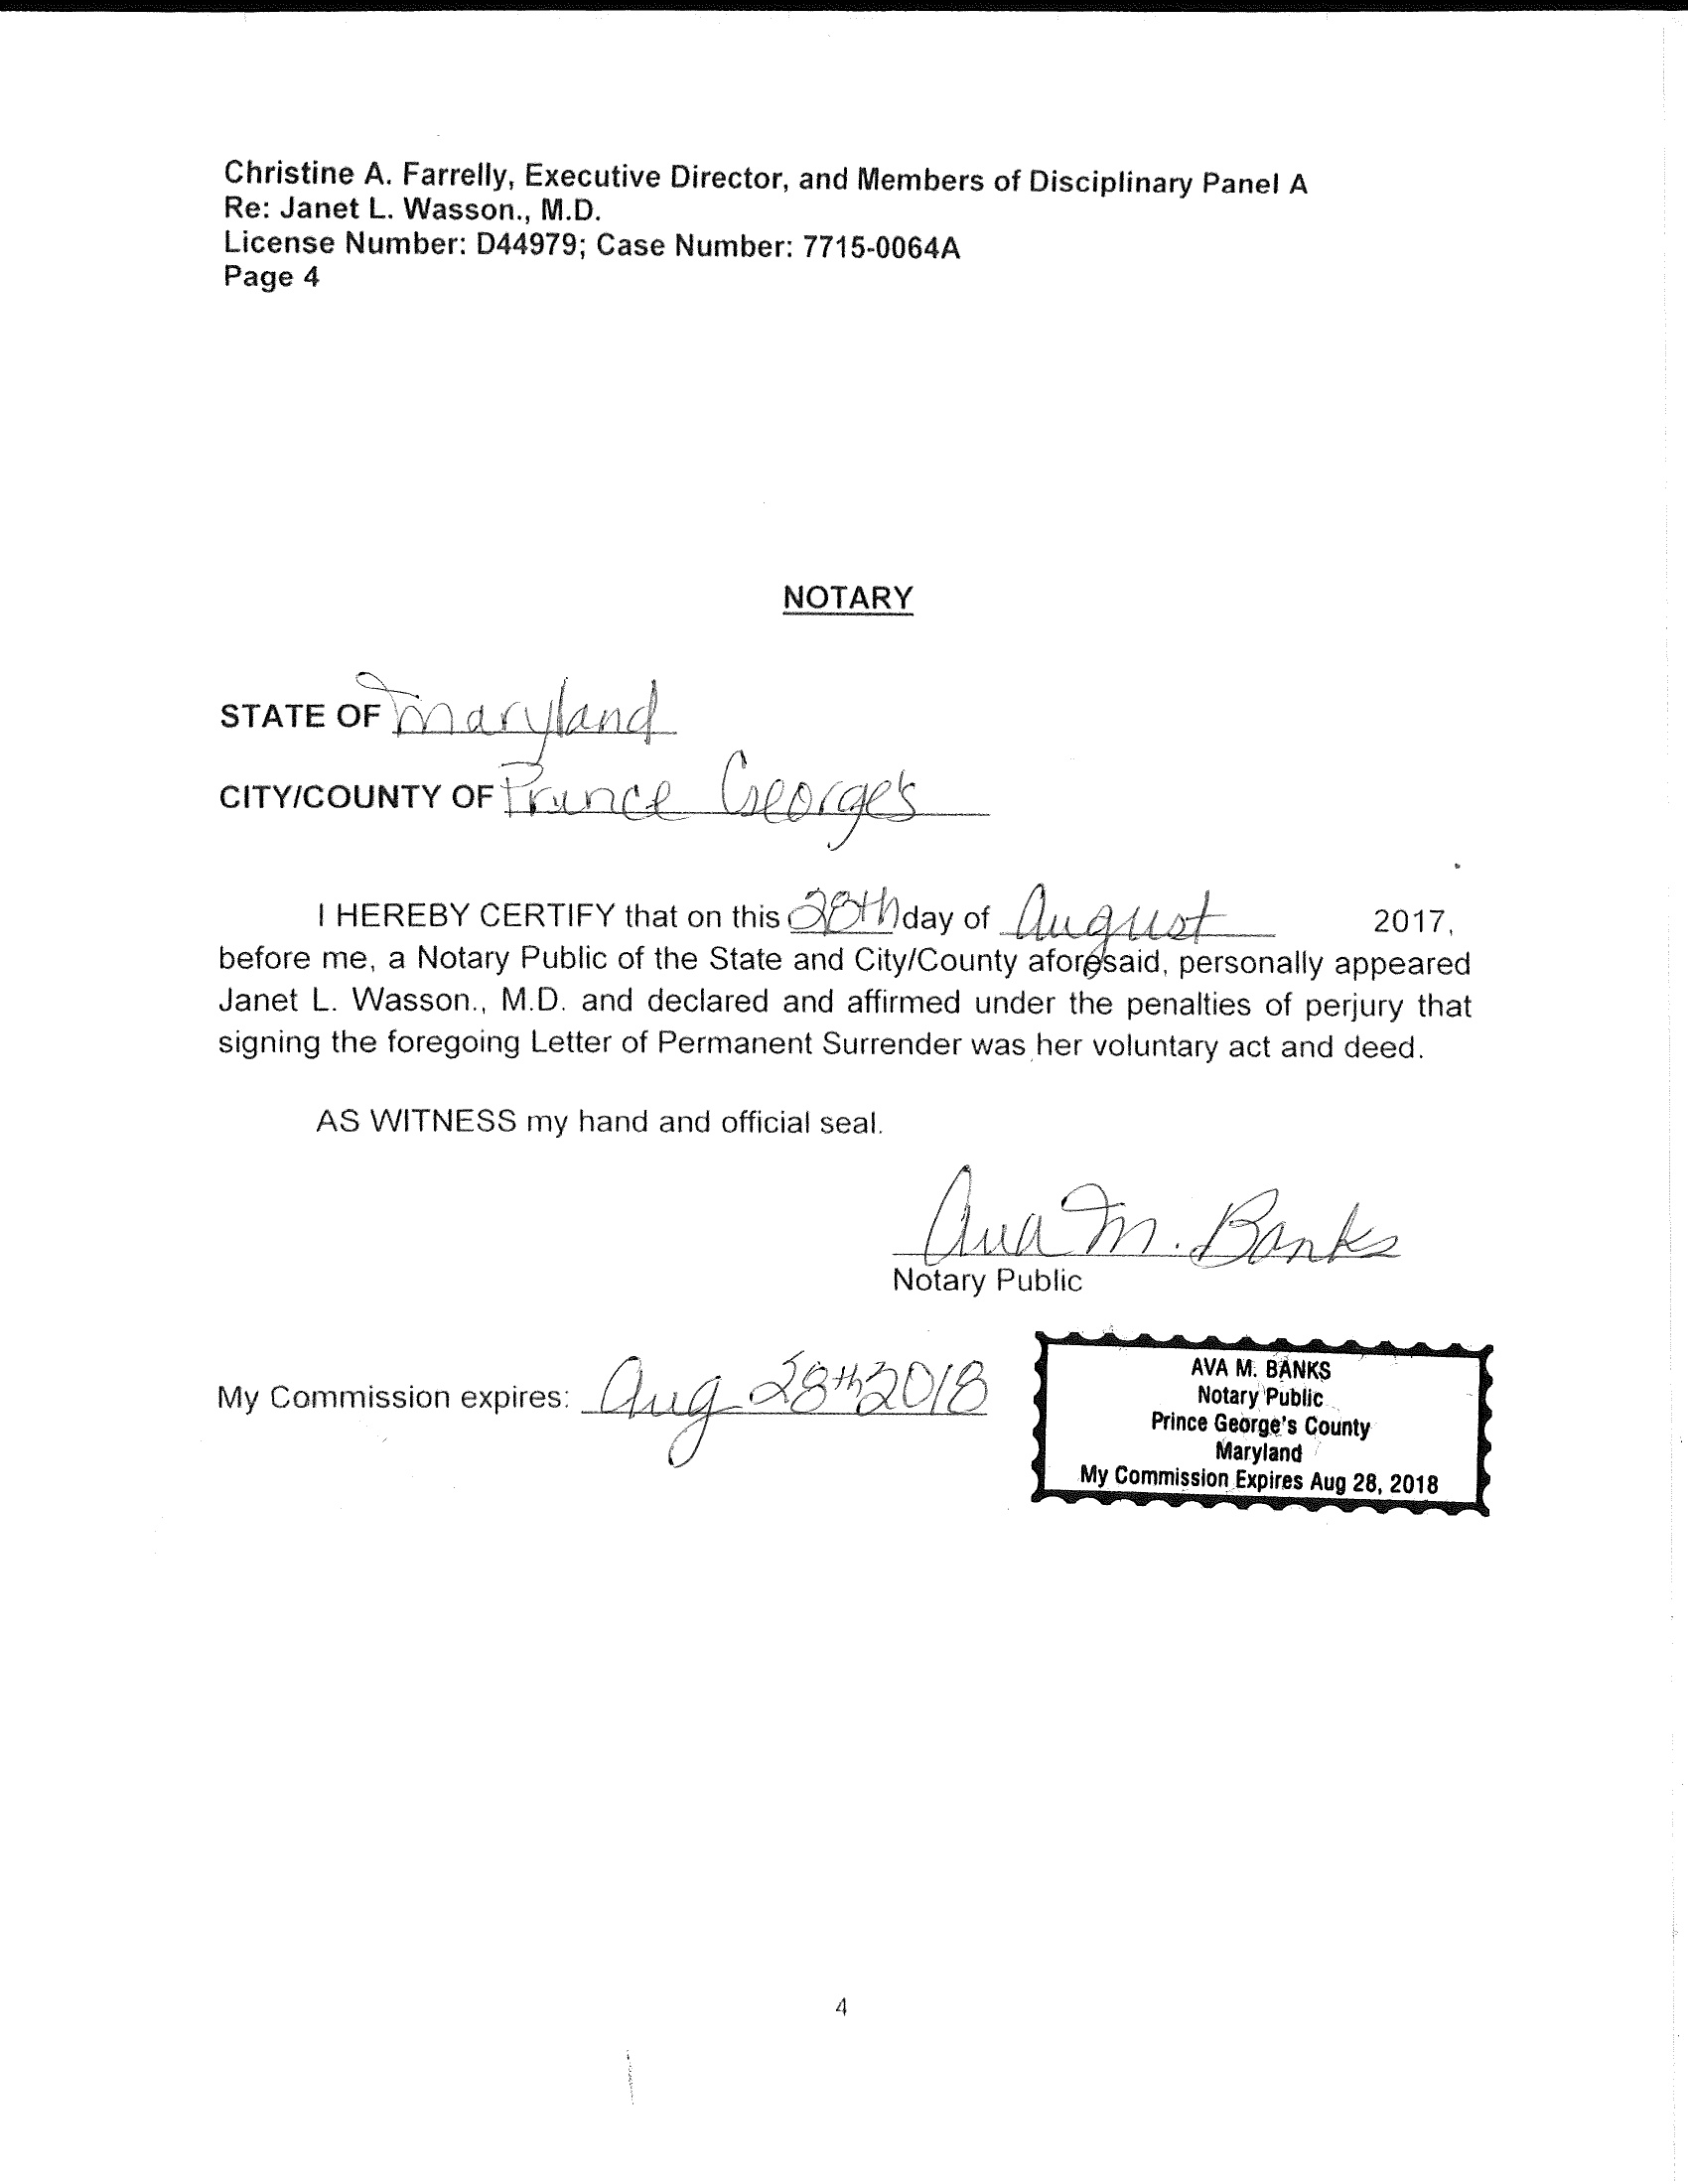 Christine A. Farrelly, Executive Director, and Members of Disciplinary Panel A
Re: Janet L. Wasson., M.D.
License Number: D44979; Case Number: 7715-0064A
Page 4
NOTARY
STATE OF Maryland
CITY/COUNTY OF Prince George's
I HEREBY CERTIFY that on this 28th day of August 2017,
before me, a Notary Public of the State and City/County aforesaid, personally appeared
Janet L. Wasson., M.D. and declared and affirmed under the penalties of perjury that
signing the foregoing Letter of Permanent Surrender was her voluntary act and deed.
AS WITNESS my hand and official seal.
Ava M. Banks
Notary Public
My Commission expires: Aug 28th 2018
AVA M. BANKS
Notary Public
Prince George's County
Maryland
My Commission Expires Aug 28, 2018
4